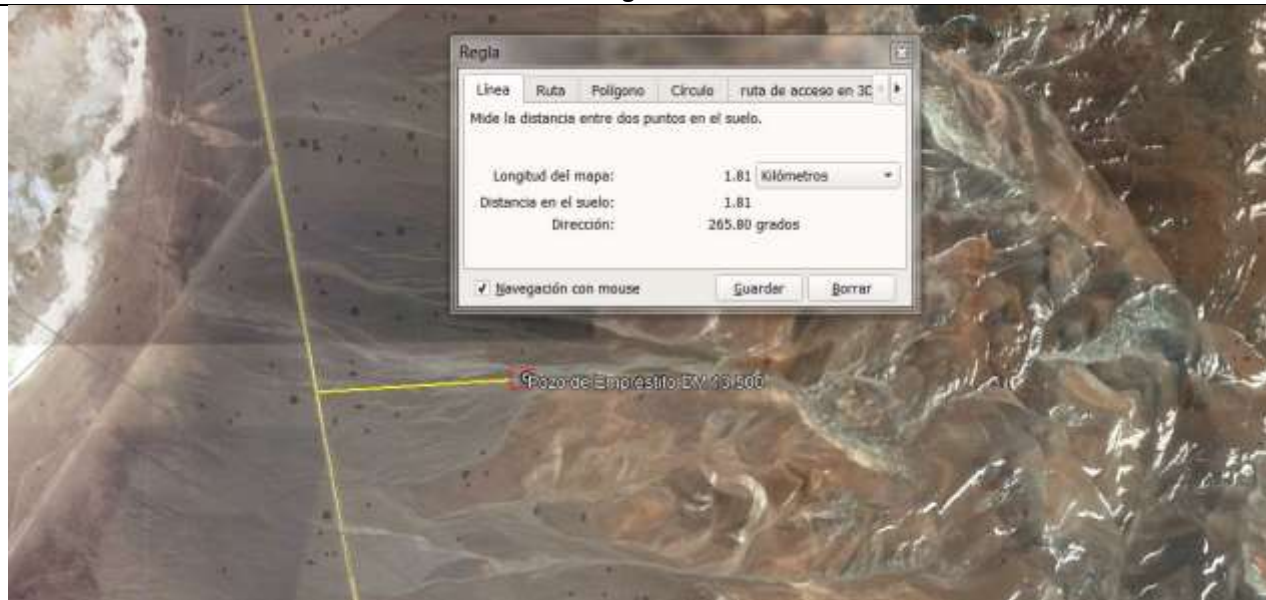 Regla
Línea Ruta Polígono Círculo ruta de acceso en 3D
Mide la distancia entre dos puntos en el suelo.
Longitud del mapa: 1.81 Kilómetros
Distancia en el suelo: 1.81
Dirección: 265.80 grados
Navegación con mouse Guardar Borrar
Pozo de Empréstito 13.500